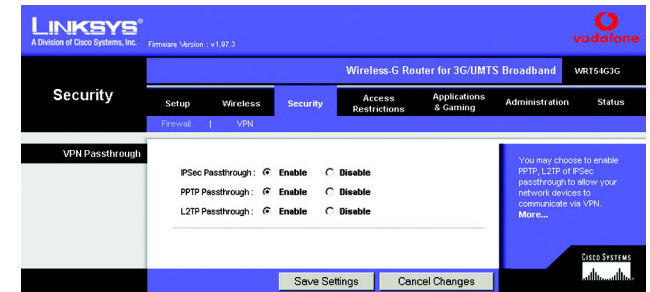 LINKSYS®
A Division of Cisco Systems, Inc.
Firmware Version : v1.97.3
vodafone
Wireless-G Router for 3G/UMTS Broadband WRT54G3G
Security
Setup Wireless Security Access Restrictions Applications & Gaming Administration Status
Firewall | VPN
VPN Passthrough
IPSec Passthrough : Enable Disable
PPTP Passthrough : Enable Disable
L2TP Passthrough : Enable Disable
You may choose to enable
PPTP, L2TP of IPSec
passthrough to allow your
network devices to
communicate via VPN.
More...
CISCO SYSTEMS
Save Settings Cancel Changes